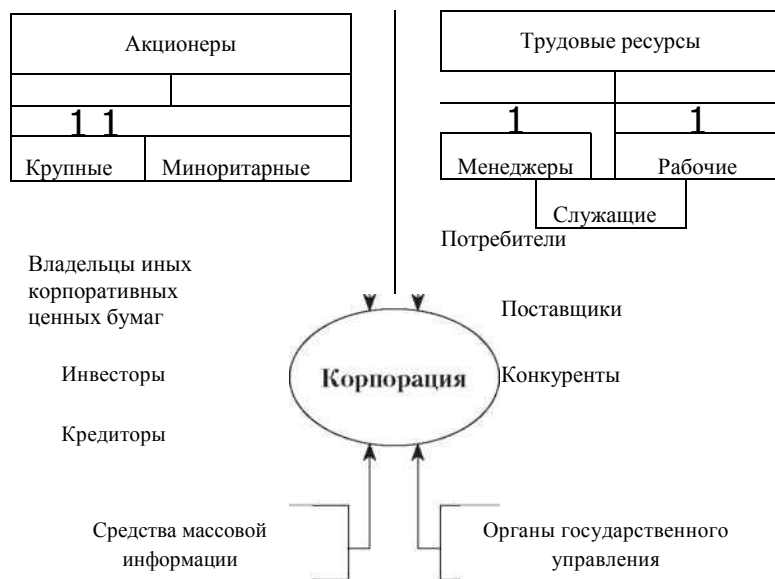 Акционеры
Трудовые ресурсы
1 1
1
1
Крупные
Миноритарные
Менеджеры
Рабочие
Служащие
Потребители
Владельцы иных
корпоративных
ценных бумаг
Поставщики
Инвесторы
Корпорация
Конкуренты
Кредиторы
Средства массовой
информации
Органы государственного
управления